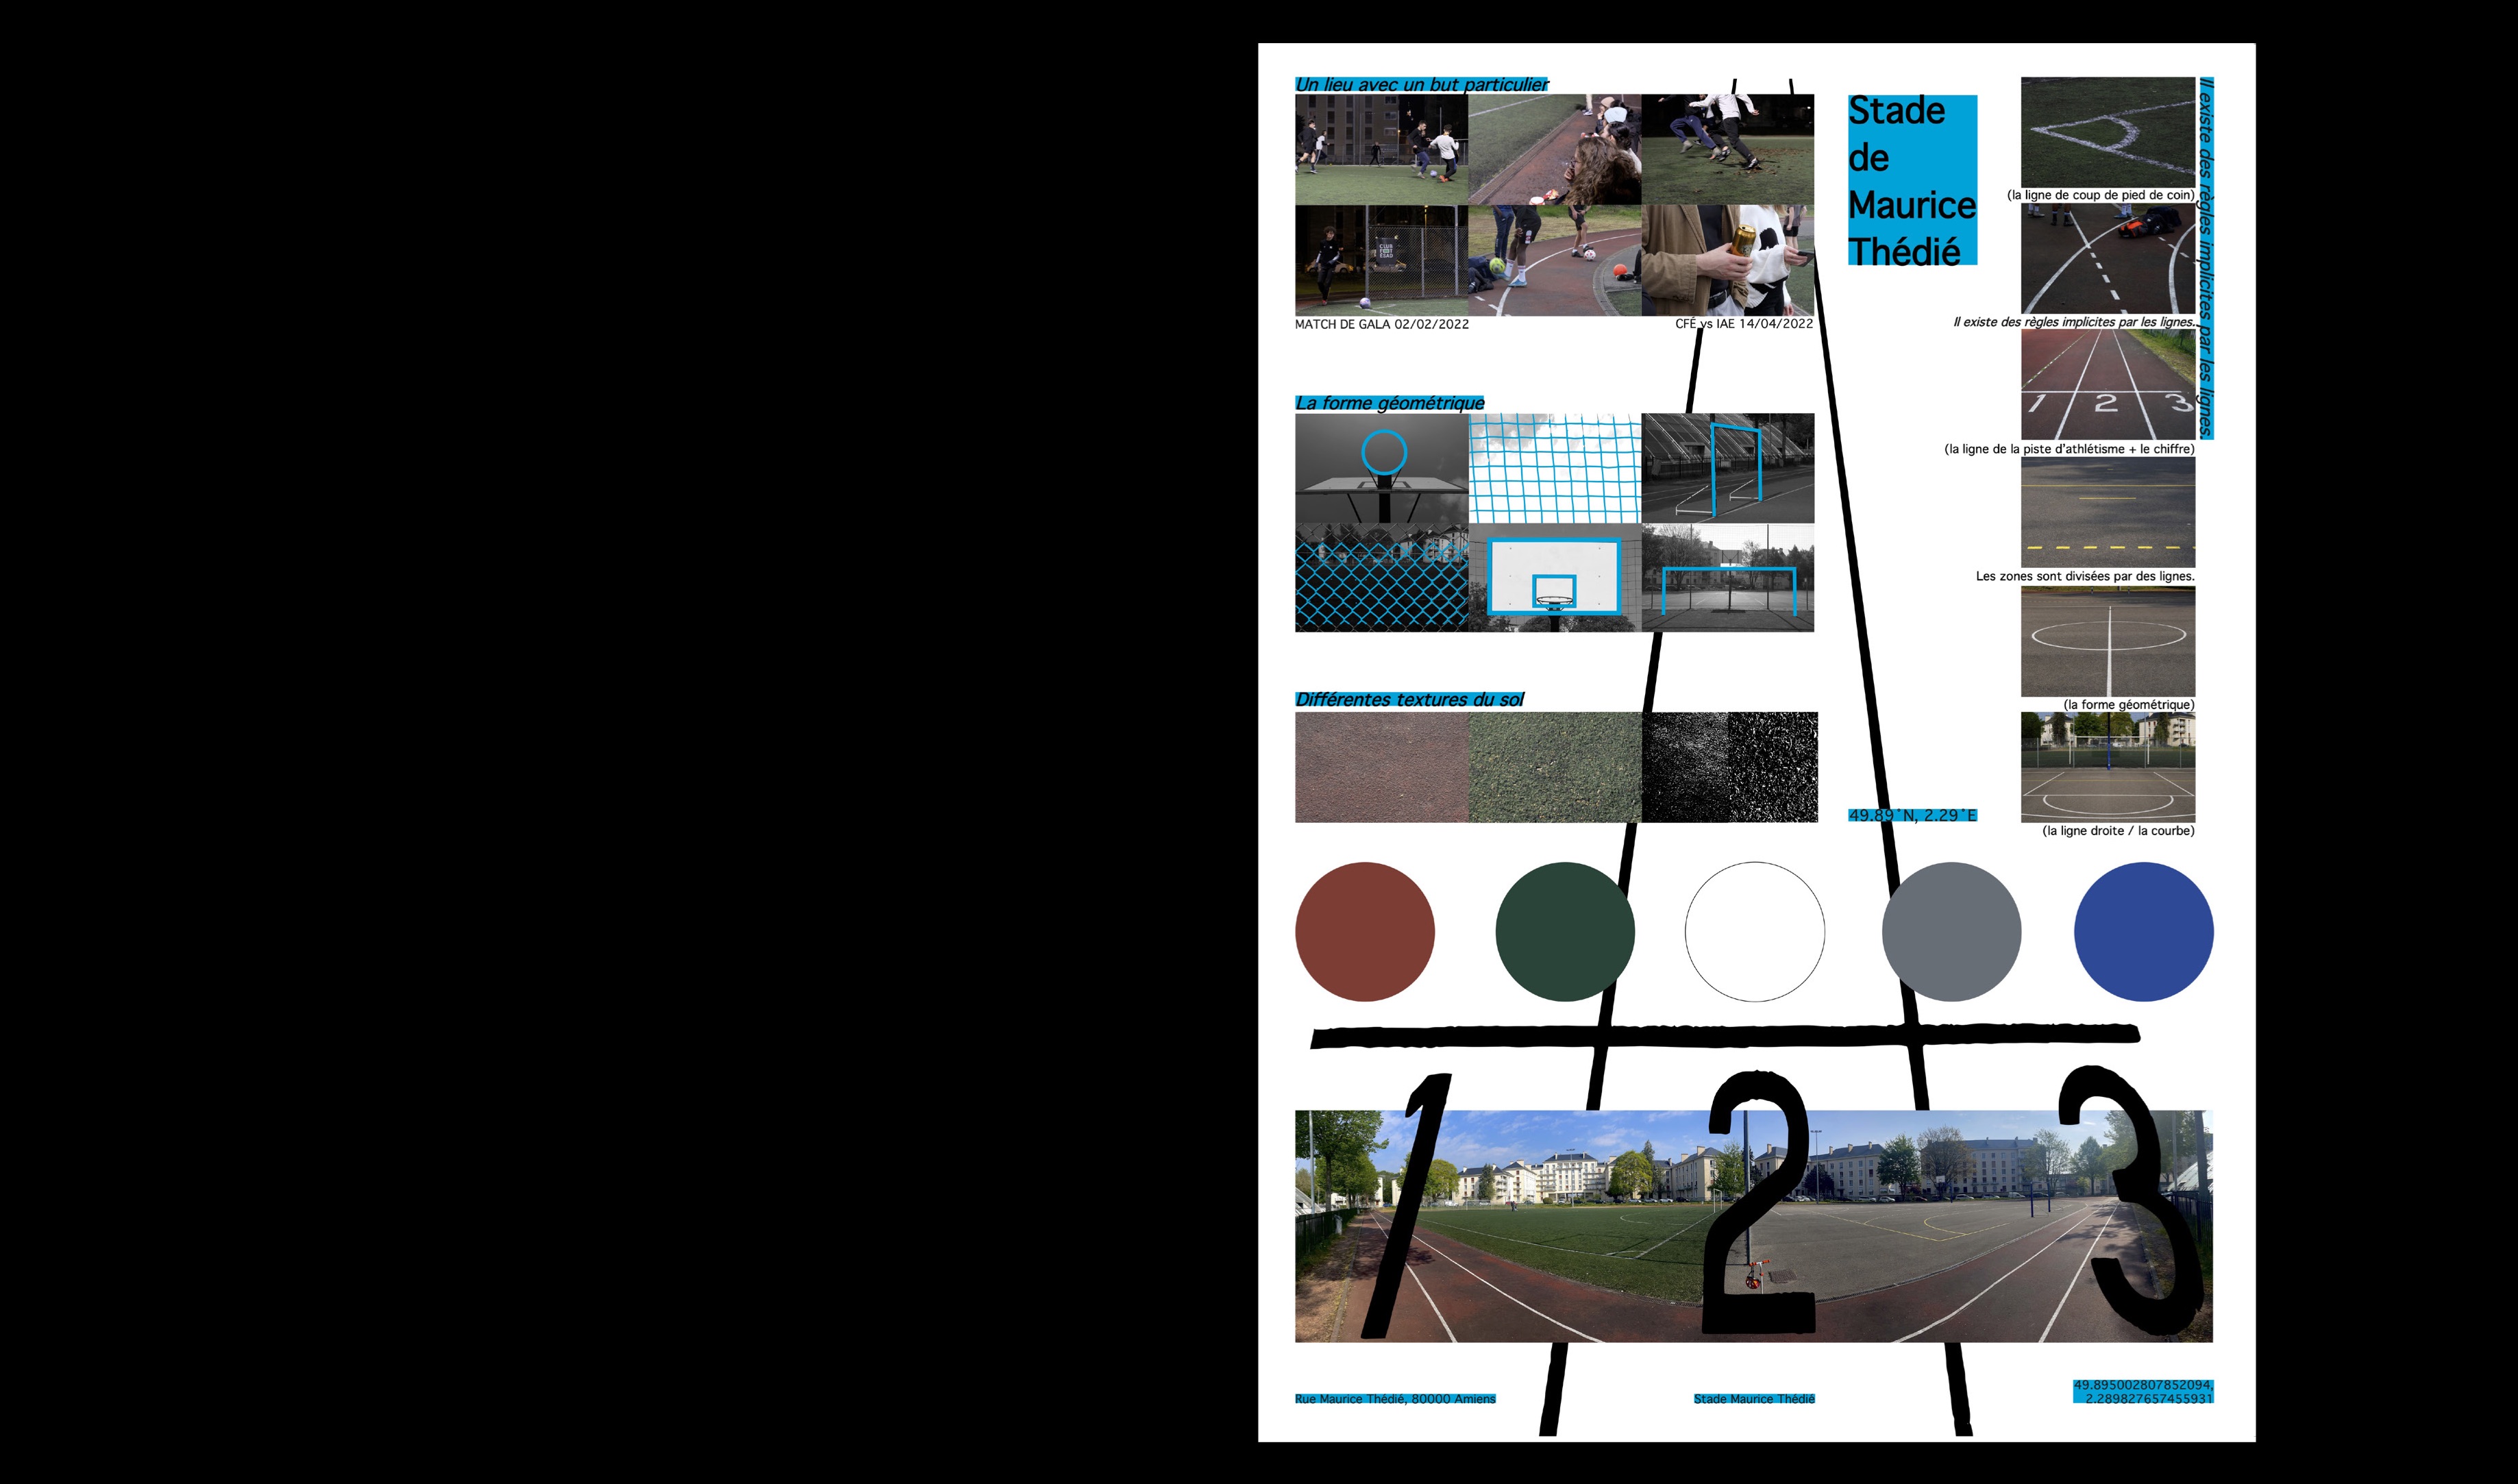 Un lieu avec un but particulier
CLUB
FOOT
ESAD
MATCH DE GALA 02/02/2022
CFÉ vs IAE 14/04/2022
Stade
de
Maurice
Thédié
(la ligne de coup de pied de coin)
Il existe des règles implicites par les lignes.
Il existe des règles implicites par les lignes.
1 2 3
(la ligne de la piste d'athlétisme + le chiffre)
Les zones sont divisées par des lignes.
(la forme géométrique)
(la ligne droite / la courbe)
La forme géométrique
Différentes textures du sol
49.89°N, 2.29°E
1 2 3
Rue Maurice Thédié, 80000 Amiens
Stade Maurice Thédié
49.895002807852094,
2.289827657455931